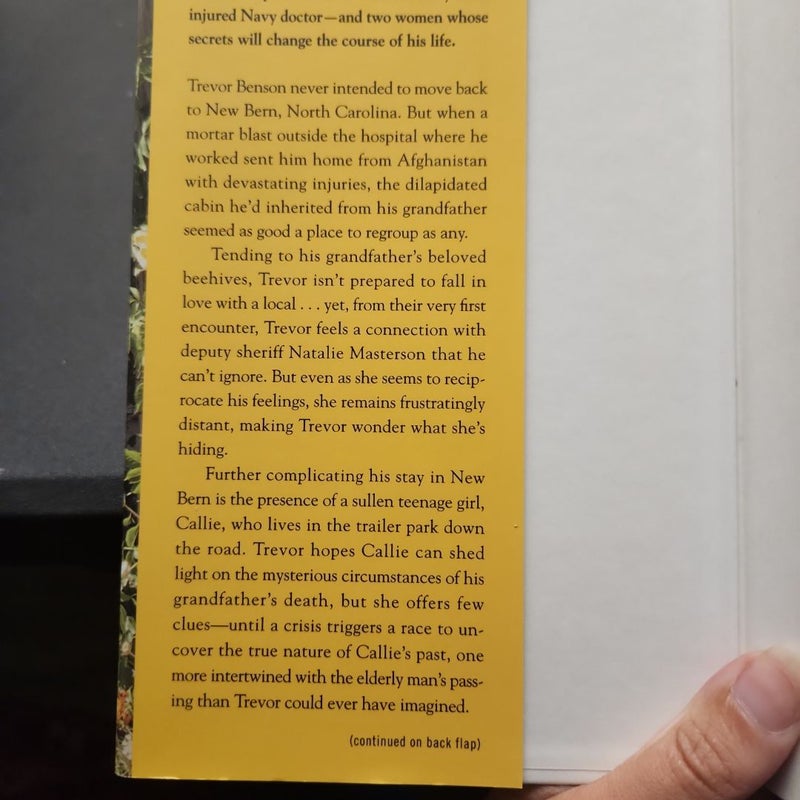 injured Navy doctor—and two women whose
secrets will change the course of his life.
Trevor Benson never intended to move back
to New Bern, North Carolina. But when a
mortar blast outside the hospital where he
worked sent him home from Afghanistan
with devastating injuries, the dilapidated
cabin he'd inherited from his grandfather
seemed as good a place to regroup as any.
Tending to his grandfather's beloved
beehives, Trevor isn't prepared to fall in
love with a local . . . yet, from their very first
encounter, Trevor feels a connection with
deputy sheriff Natalie Masterson that he
can't ignore. But even as she seems to recip-
rocate his feelings, she remains frustratingly
distant, making Trevor wonder what she's
hiding.
Further complicating his stay in New
Bern is the presence of a sullen teenage girl,
Callie, who lives in the trailer park down
the road. Trevor hopes Callie can shed
light on the mysterious circumstances of his
grandfather's death, but she offers few
clues—until a crisis triggers a race to un-
cover the true nature of Callie's past, one
more intertwined with the elderly man's pass-
ing than Trevor could ever have imagined.
(continued on back flap)